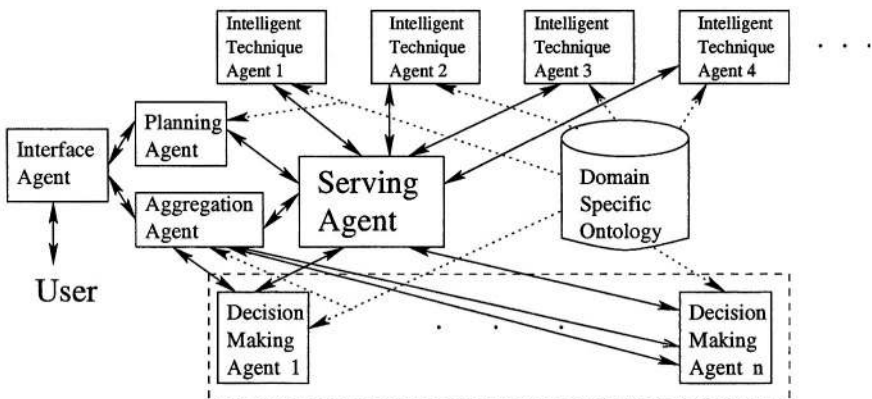 Intelligent
Technique
Agent 1
Intelligent
Technique
Agent 2
Intelligent
Technique
Agent 3
Intelligent
Technique
Agent 4
. . .
Planning
Agent
Interface
Agent
Serving
Agent
Domain
Specific
Ontology
Aggregation
Agent
User
Decision
Making
Agent 1
. . .
Decision
Making
Agent n